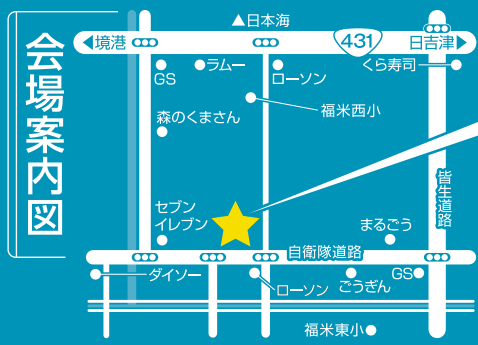 会場案内図
▲日本海
◀境港
431
日吉津▶
GS
ラムー
ローソン
くら寿司
福米西小
森のくまさん
皆生道路
セブン
イレブン
まるごう
自衛隊道路
ダイソー
ローソン
ごうぎん
GS
福米東小